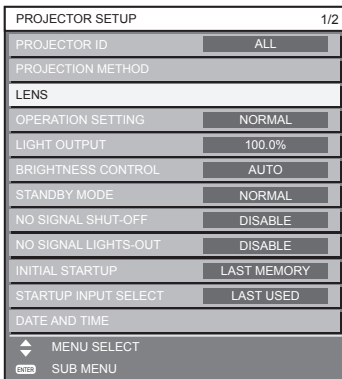 PROJECTOR SETUP 1/2
PROJECTOR ID ALL
PROJECTION METHOD
LENS
OPERATION SETTING NORMAL
LIGHT OUTPUT 100.0%
BRIGHTNESS CONTROL AUTO
STANDBY MODE NORMAL
NO SIGNAL SHUT-OFF DISABLE
NO SIGNAL LIGHTS-OUT DISABLE
INITIAL STARTUP LAST MEMORY
STARTUP INPUT SELECT LAST USED
DATE AND TIME
MENU SELECT
ENTER SUB MENU